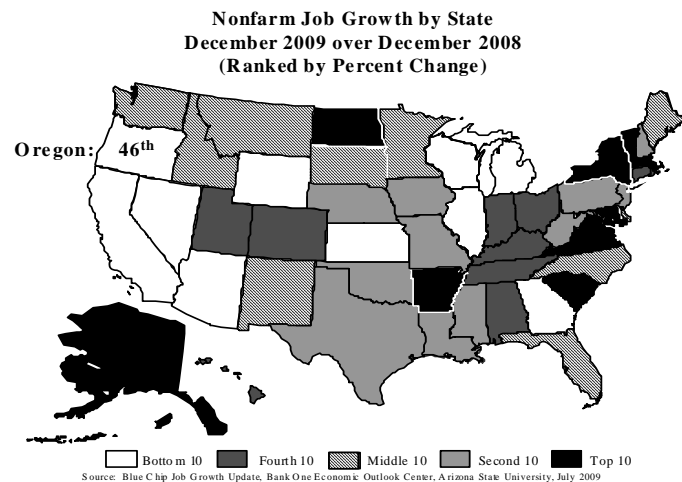 Nonfarm Job Growth by State
December 2009 over December 2008
(Ranked by Percent Change)
Oregon: 46th
Bottom 10 Fourth 10 Middle 10 Second 10 Top 10
Source: Blue Chip Job Growth Update, Bank One Economic Outlook Center, Arizona State University, July 2009